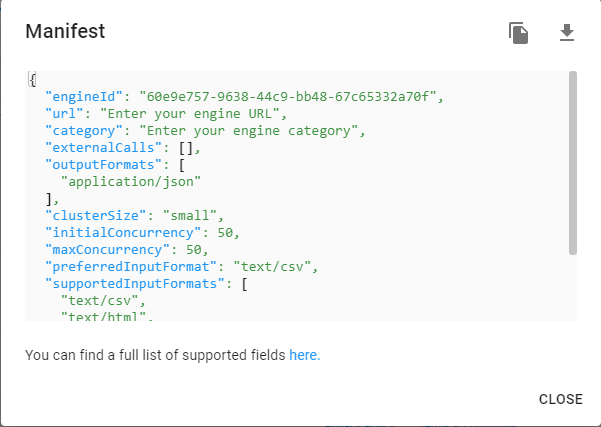 Manifest
{
"engineId": "60e9e757-9638-44c9-bb48-67c65332a70f",
"url": "Enter your engine URL",
"category": "Enter your engine category",
"externalCalls": [],
"outputFormats": [
"application/json"
],
"clusterSize": "small",
"initialConcurrency": 50,
"maxConcurrency": 50,
"preferredInputFormat": "text/csv",
"supportedInputFormats": [
"text/csv",
"text/html",
You can find a full list of supported fields here.
CLOSE